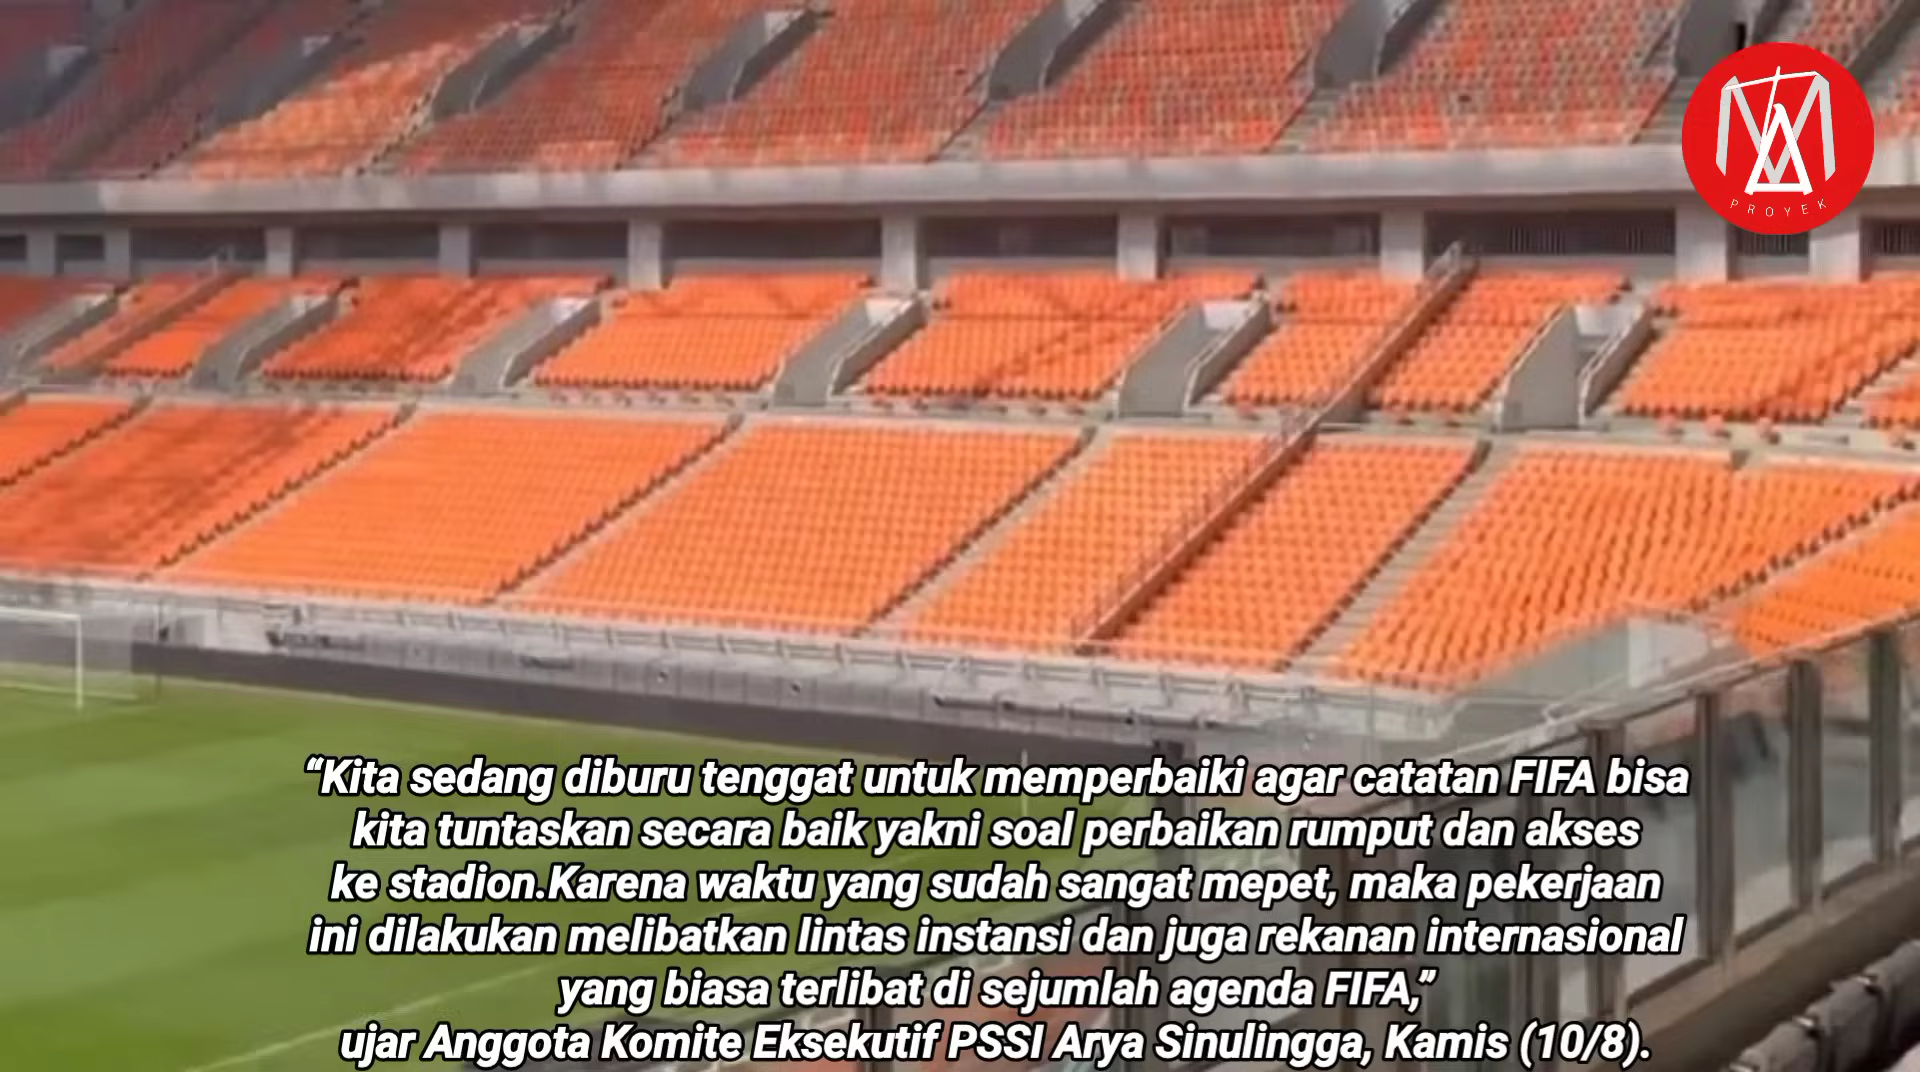 PROYEK
“Kita sedang diburu tenggat untuk memperbaiki agar catatan FIFA bisa
kita tuntaskan secara baik yakni soal perbaikan rumput dan akses
ke stadion.Karena waktu yang sudah sangat mepet, maka pekerjaan
ini dilakukan melibatkan lintas instansi dan juga rekanan internasional
yang biasa terlibat di sejumlah agenda FIFA,”
ujar Anggota Komite Eksekutif PSSI Arya Sinulingga, Kamis (10/8).